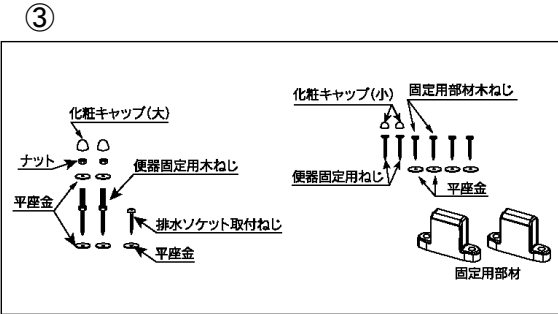 ③
化粧キャップ(大)
ナット
便器固定用木ねじ
平座金
排水ソケット取付ねじ
平座金
化粧キャップ(小)
固定用部材木ねじ
便器固定用ねじ
平座金
固定用部材